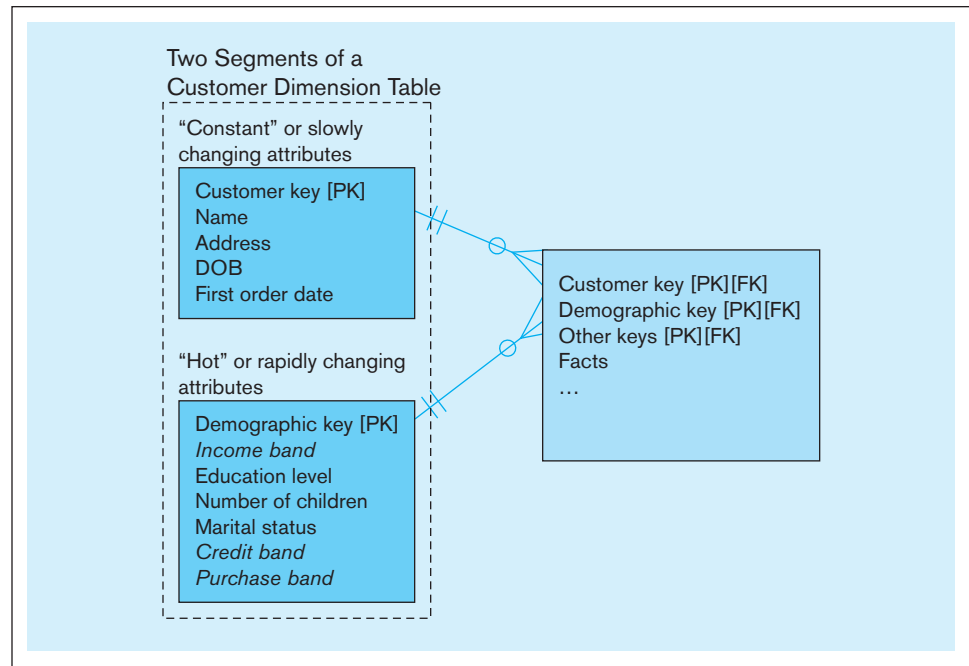 Two Segments of a
Customer Dimension Table
“Constant” or slowly
changing attributes
Customer key [PK]
Name
Address
DOB
First order date
“Hot” or rapidly changing
attributes
Demographic key [PK]
Income band
Education level
Number of children
Marital status
Credit band
Purchase band
Customer key [PK][FK]
Demographic key [PK][FK]
Other keys [PK][FK]
Facts
…